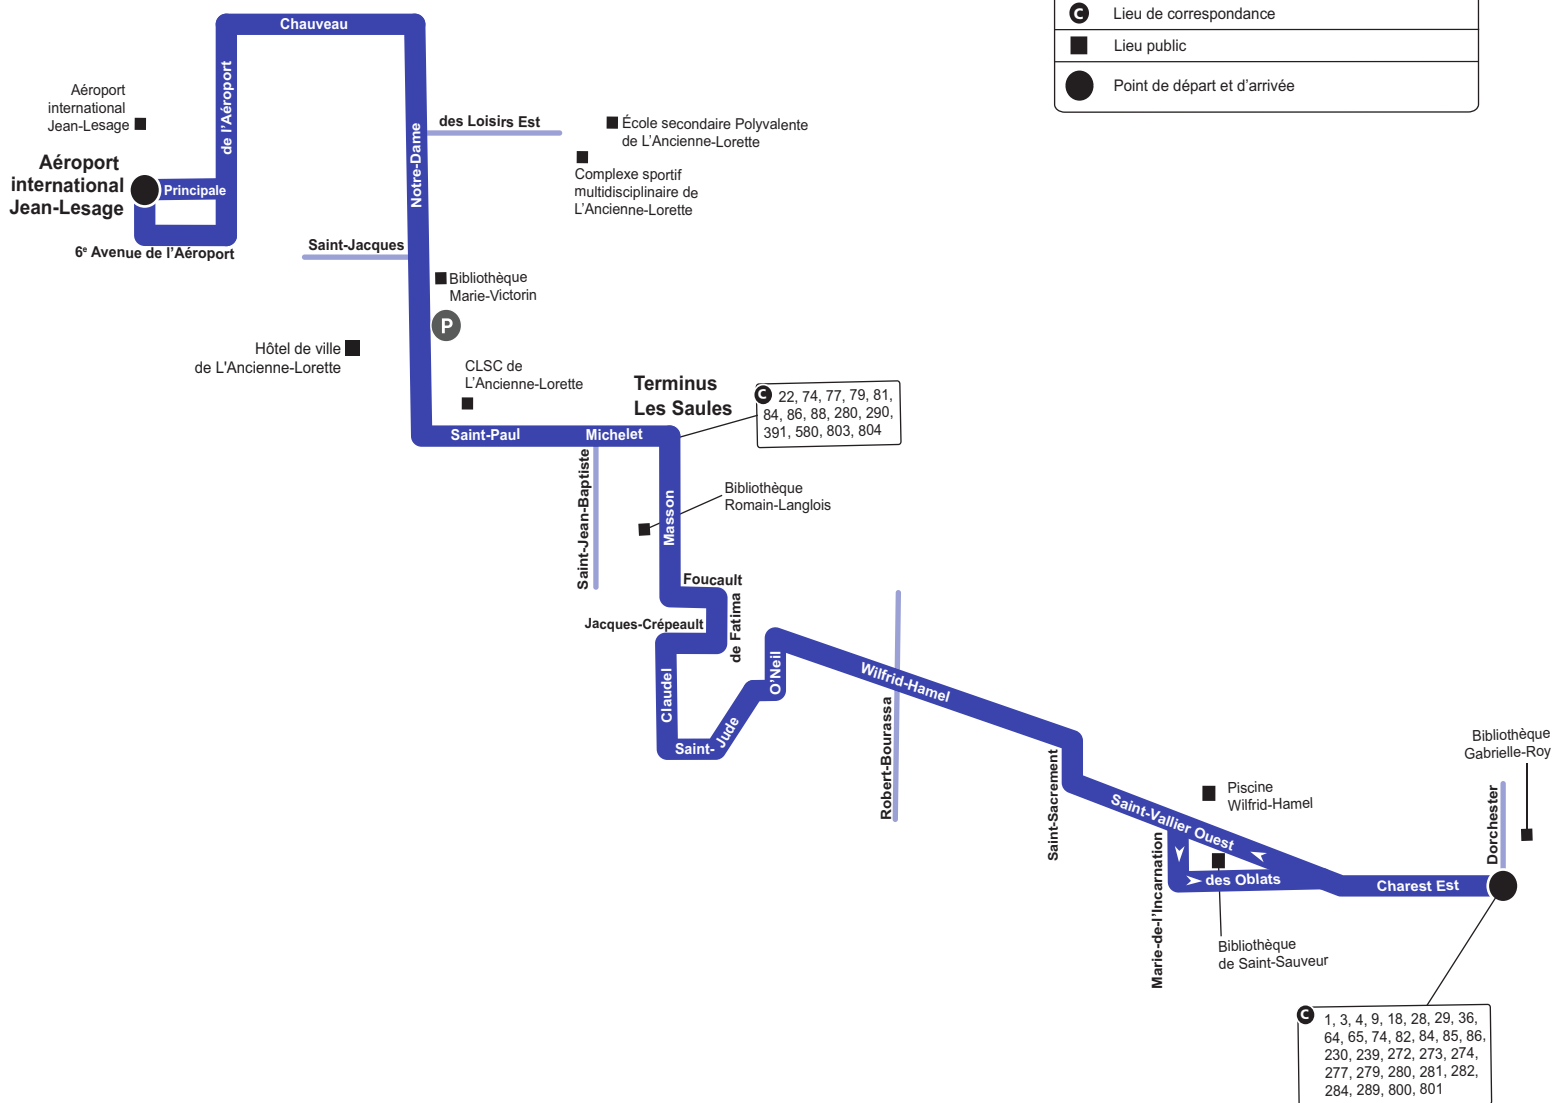 C Lieu de correspondance
Lieu public
Point de départ et d'arrivée
Chauveau
de l'Aéroport
Aéroport
international
Jean-Lesage
Aéroport
international
Jean-Lesage
Principale
6e Avenue de l'Aéroport
Notre-Dame
des Loisirs Est
École secondaire Polyvalente
de L'Ancienne-Lorette
Complexe sportif
multidisciplinaire de
L'Ancienne-Lorette
Saint-Jacques
Bibliothèque
Marie-Victorin
P
Hôtel de ville
de L'Ancienne-Lorette
CLSC de
L'Ancienne-Lorette
Terminus
Les Saules
C 22, 74, 77, 79, 81,
84, 86, 88, 280, 290,
391, 580, 803, 804
Saint-Paul
Michelet
Saint-Jean-Baptiste
Masson
Bibliothèque
Romain-Langlois
Foucault
de Fatima
Jacques-Crépeault
Claudel
Saint-Jude
O'Neil
Wilfrid-Hamel
Robert-Bourassa
Saint-Sacrement
Saint-Vallier Ouest
Piscine
Wilfrid-Hamel
Marie-de-l'Incarnation
des Oblats
Bibliothèque
de Saint-Sauveur
Charest Est
Dorchester
Bibliothèque
Gabrielle-Roy
C 1, 3, 4, 9, 18, 28, 29, 36,
64, 65, 74, 82, 84, 85, 86,
230, 239, 272, 273, 274,
277, 279, 280, 281, 282,
284, 289, 800, 801